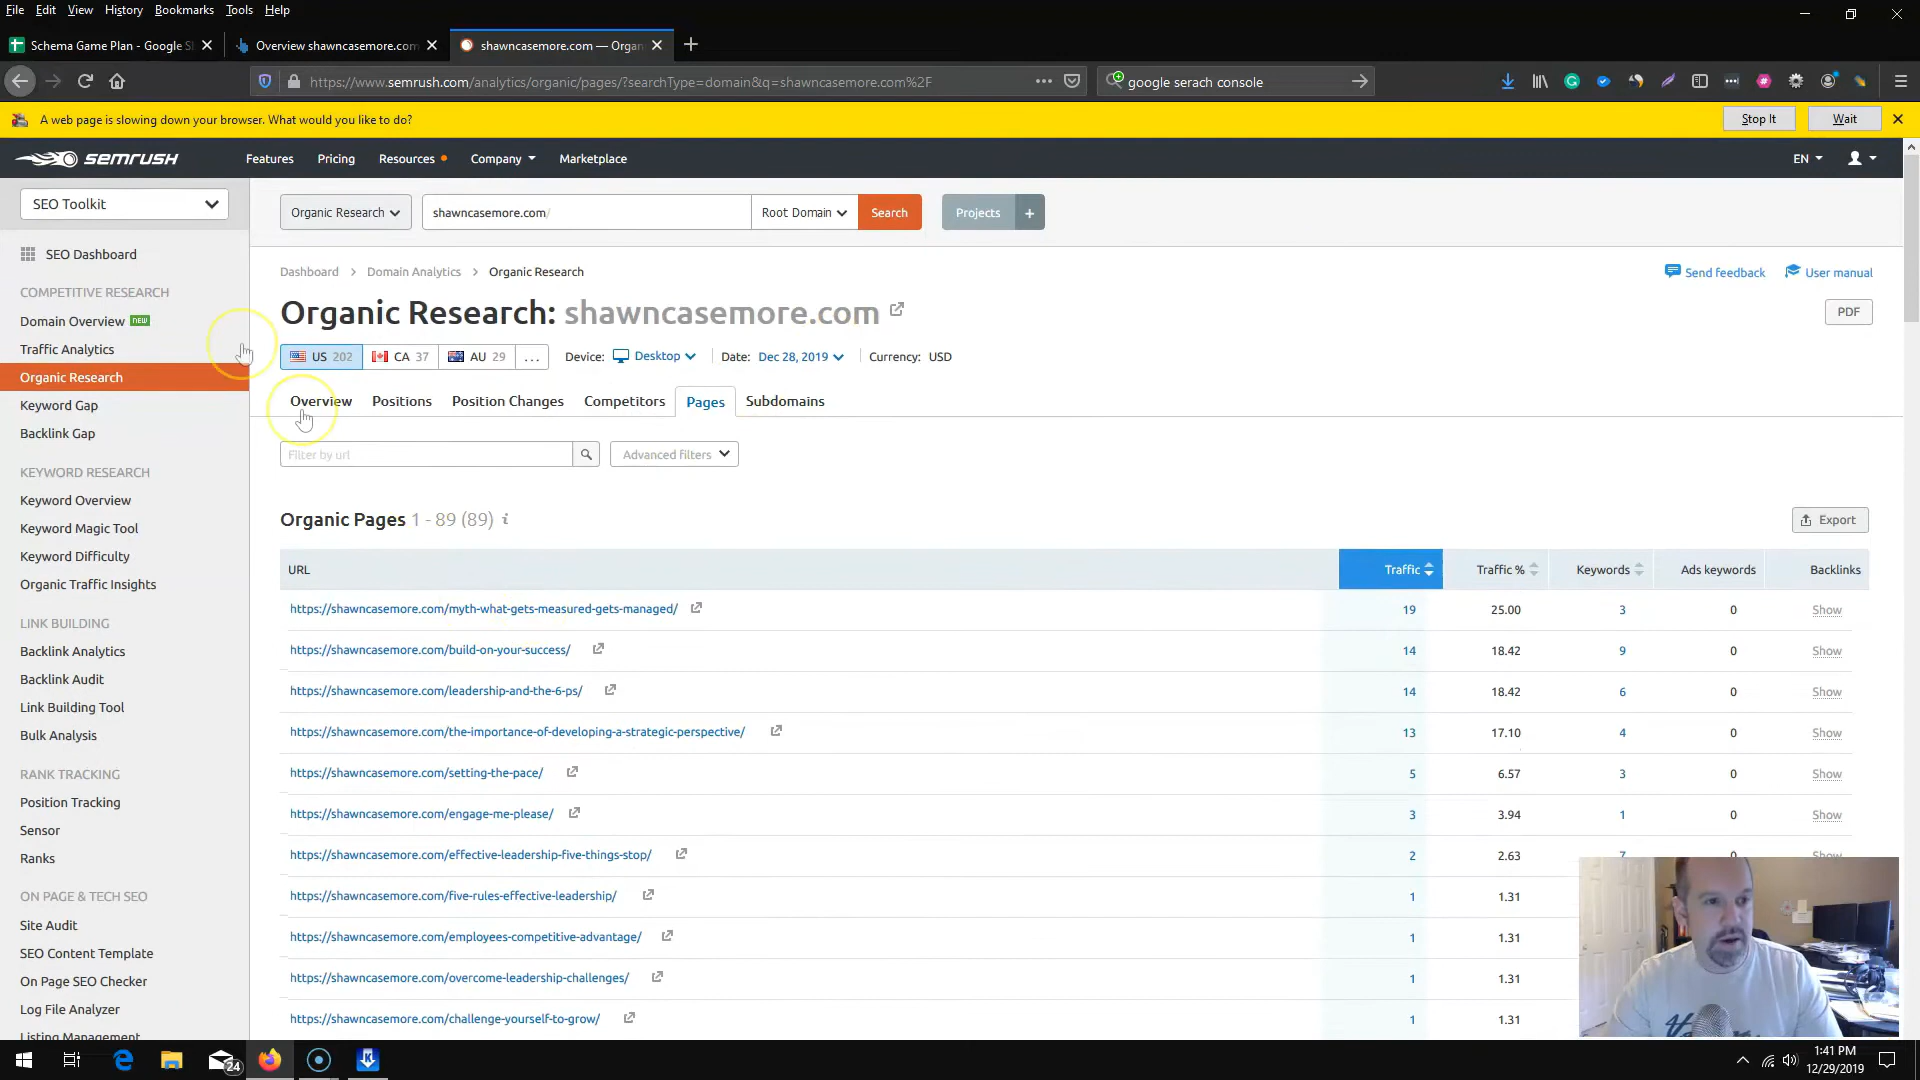 File Edit View History Bookmarks Tools Help
Schema Game Plan - Google S
Overview shawncasemore.com
shawncasemore.com — Organ
https://www.semrush.com/analytics/organic/pages/?searchType=domain&q=shawncasemore.com%2F
google serach console
A web page is slowing down your browser. What would you like to do?
Stop It
Wait
SEMRUSH
Features Pricing Resources Company Marketplace
EN
SEO Toolkit
SEO Dashboard
COMPETITIVE RESEARCH
Domain Overview NEW
Traffic Analytics
Organic Research
Keyword Gap
Backlink Gap
KEYWORD RESEARCH
Keyword Overview
Keyword Magic Tool
Keyword Difficulty
Organic Traffic Insights
LINK BUILDING
Backlink Analytics
Backlink Audit
Link Building Tool
Bulk Analysis
RANK TRACKING
Position Tracking
Sensor
Ranks
ON PAGE & TECH SEO
Site Audit
SEO Content Template
On Page SEO Checker
Log File Analyzer
Listing Management
Organic Research shawncasemore.com/ Root Domain Search Projects +
Dashboard > Domain Analytics > Organic Research
Send feedback User manual
Organic Research: shawncasemore.com
PDF
US 202 CA 37 AU 29 ... Device: Desktop Date: Dec 28, 2019 Currency: USD
Overview Positions Position Changes Competitors Pages Subdomains
Filter by url Advanced filters
Organic Pages 1 - 89 (89) i
Export
URL Traffic Traffic % Keywords Ads keywords Backlinks
https://shawncasemore.com/myth-what-gets-measured-gets-managed/ 19 25.00 3 0 Show
https://shawncasemore.com/build-on-your-success/ 14 18.42 9 0 Show
https://shawncasemore.com/leadership-and-the-6-ps/ 14 18.42 6 0 Show
https://shawncasemore.com/the-importance-of-developing-a-strategic-perspective/ 13 17.10 4 0 Show
https://shawncasemore.com/setting-the-pace/ 5 6.57 3 0 Show
https://shawncasemore.com/engage-me-please/ 3 3.94 1 0 Show
https://shawncasemore.com/effective-leadership-five-things-stop/ 2 2.63 7 0 Show
https://shawncasemore.com/five-rules-effective-leadership/ 1 1.31
https://shawncasemore.com/employees-competitive-advantage/ 1 1.31
https://shawncasemore.com/overcome-leadership-challenges/ 1 1.31
https://shawncasemore.com/challenge-yourself-to-grow/ 1 1.31
24
1:41 PM
12/29/2019